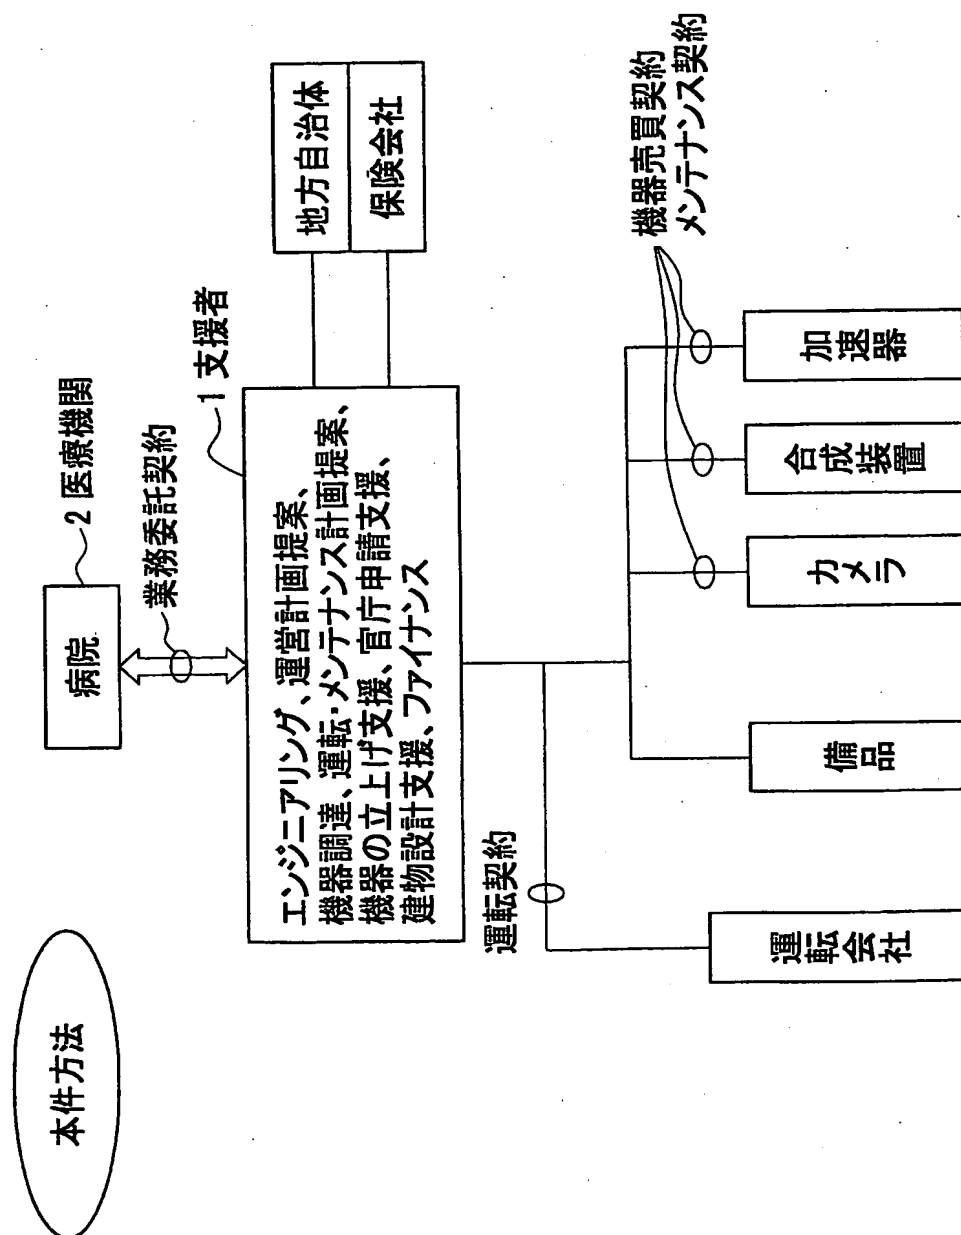 本件方法
病院
2 医療機関
業務委託契約
1 支援者
エンジニアリング、運営計画提案、
機器調達、運転・メンテナンス計画提案、
機器の立上げ支援、官庁申請支援、
建物設計支援、ファイナンス
地方自治体
保険会社
運転契約
機器売買契約
メンテナンス契約
運転会社
備品
カメラ
合成装置
加速器